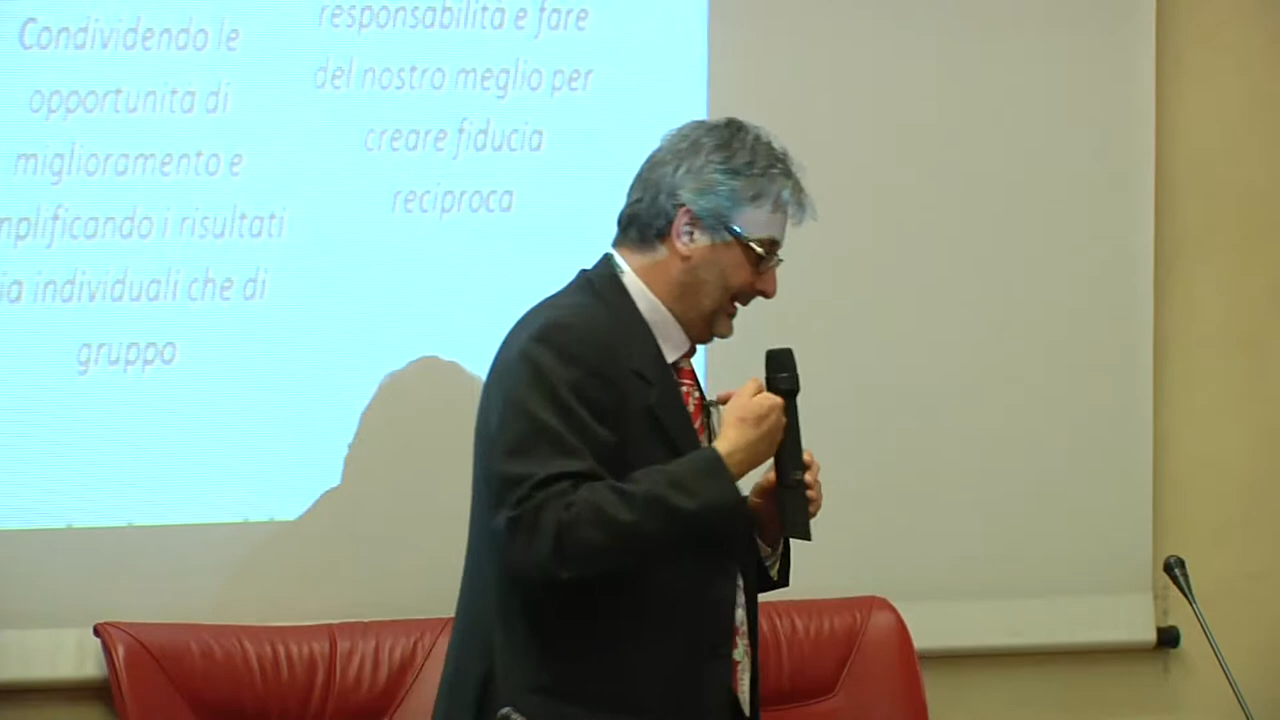 Condividendo le
opportunità di
miglioramento e
mplificando i risultati
ia individuali che di
gruppo
responsabilità e fare
del nostro meglio per
creare fiducia
reciproca